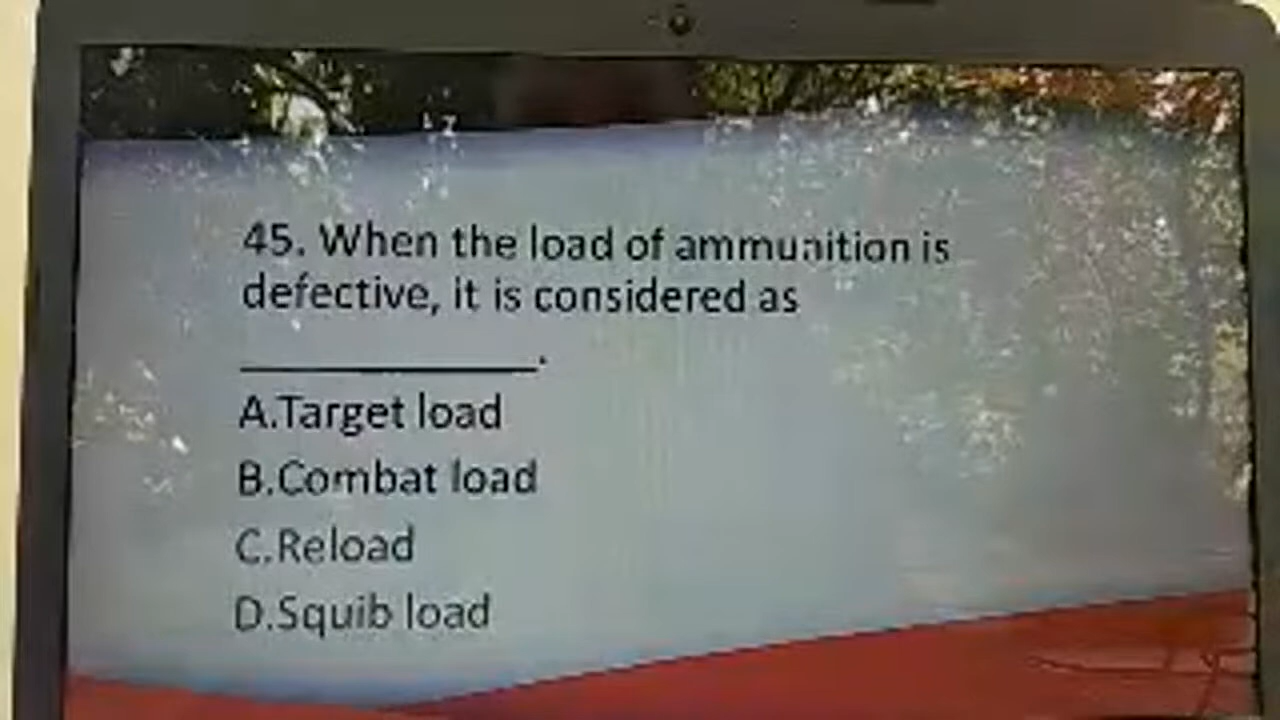 45. When the load of ammunition is
defective, it is considered as
____________.
A.Target load
B.Combat load
C.Reload
D.Squib load